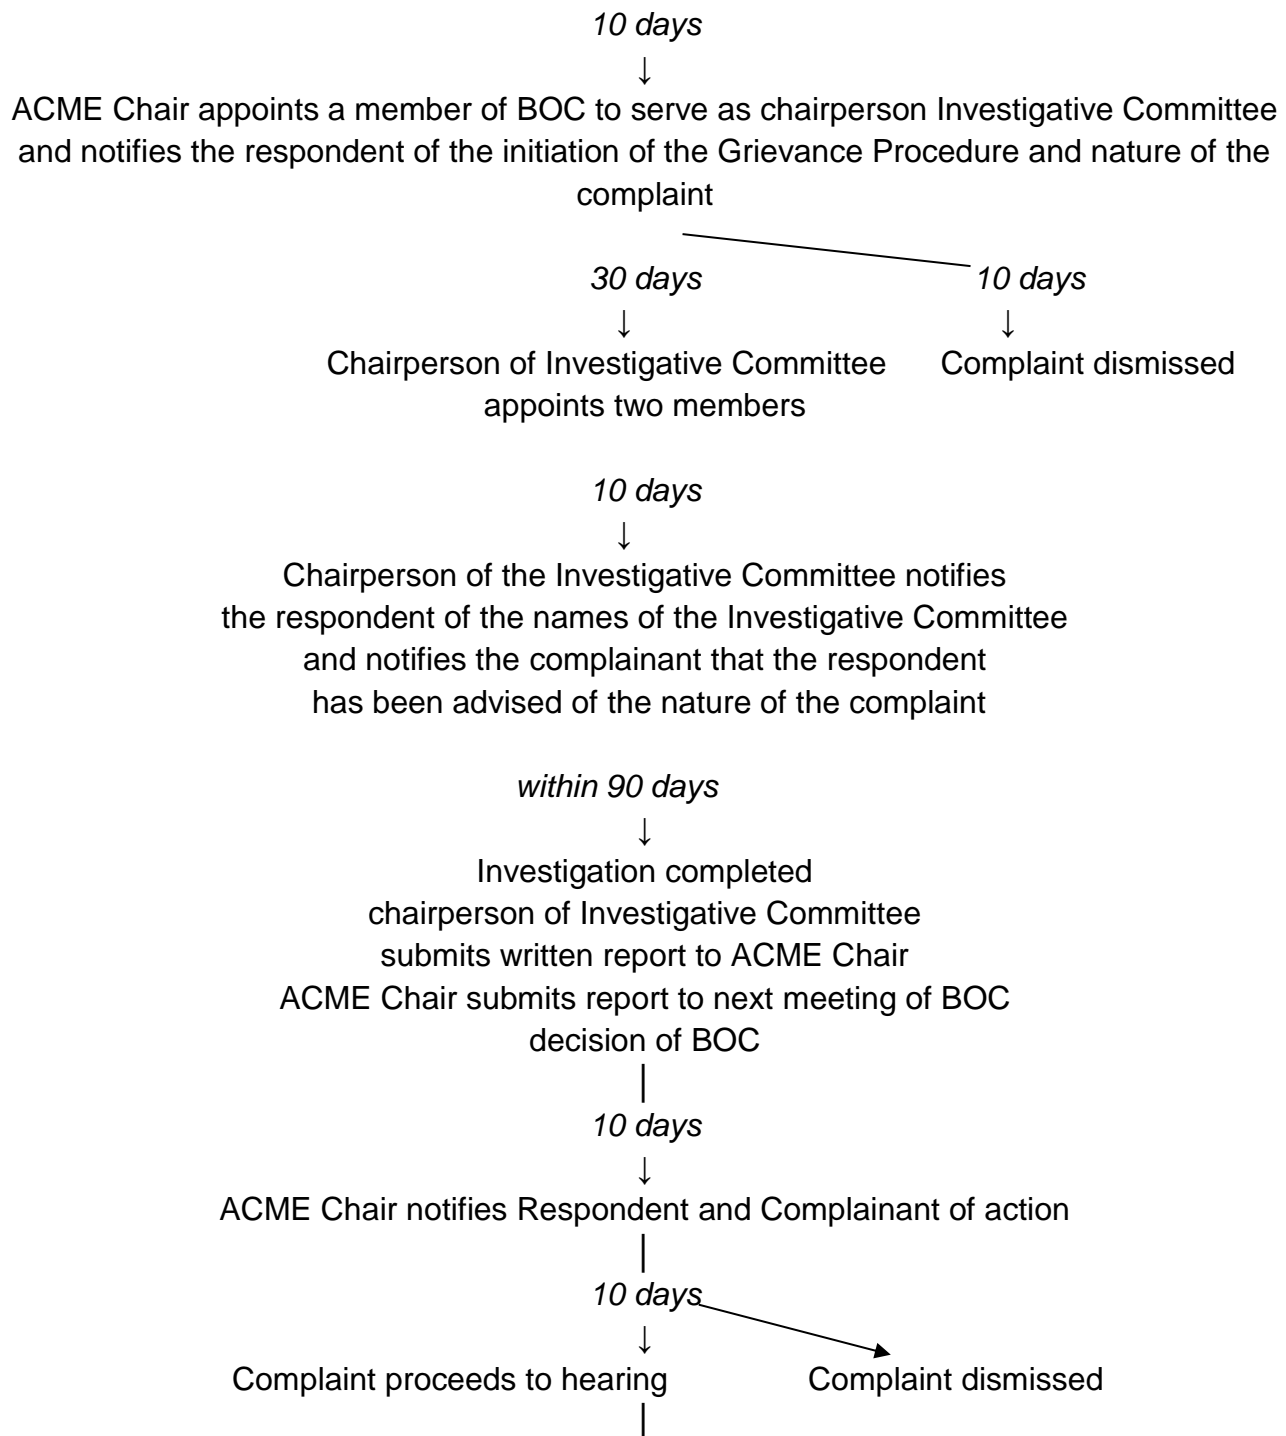 10 days
↓
ACME Chair appoints a member of BOC to serve as chairperson Investigative Committee
and notifies the respondent of the initiation of the Grievance Procedure and nature of the
complaint
30 days 10 days
↓ ↓
Chairperson of Investigative Committee Complaint dismissed
appoints two members
10 days
↓
Chairperson of the Investigative Committee notifies
the respondent of the names of the Investigative Committee
and notifies the complainant that the respondent
has been advised of the nature of the complaint
within 90 days
↓
Investigation completed
chairperson of Investigative Committee
submits written report to ACME Chair
ACME Chair submits report to next meeting of BOC
decision of BOC
10 days
↓
ACME Chair notifies Respondent and Complainant of action
10 days
↓
Complaint proceeds to hearing Complaint dismissed